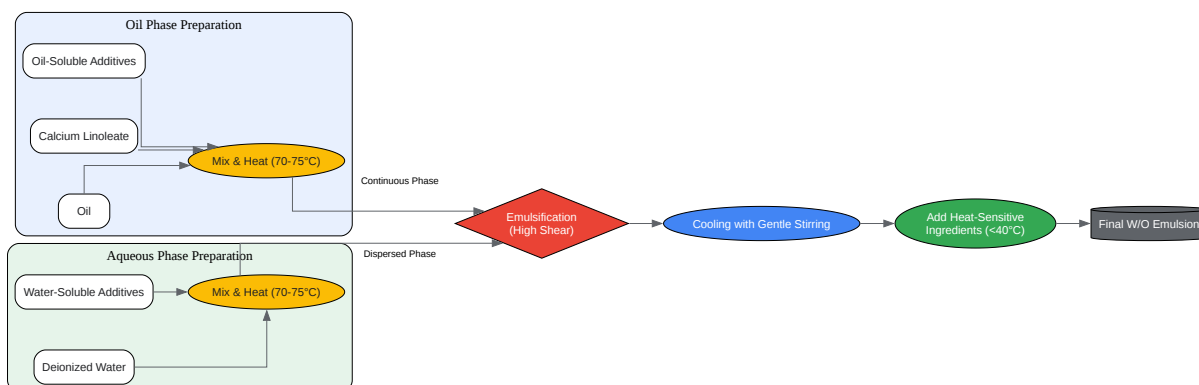 Oil Phase Preparation
Oil-Soluble Additives
Calcium Linoleate
Mix & Heat (70-75°C)
Oil
Continuous Phase
Emulsification
(High Shear)
Cooling with Gentle Stirring
Add Heat-Sensitive
Ingredients (<40°C)
Final W/O Emulsion
Dispersed Phase
Aqueous Phase Preparation
Water-Soluble Additives
Mix & Heat (70-75°C)
Deionized Water